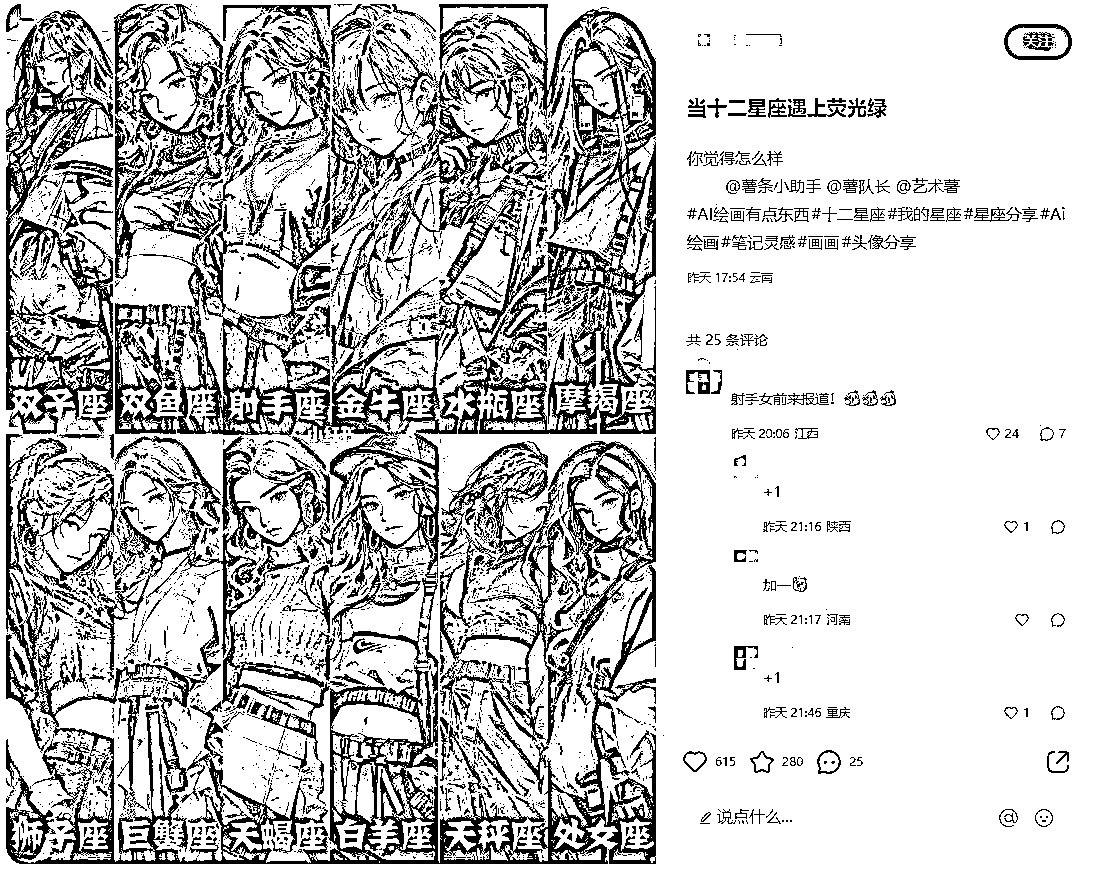 双子座 双鱼座 射手座 金牛座 水瓶座 摩羯座
狮子座 巨蟹座 天蝎座 白羊座 天秤座 处女座
关注
当十二星座遇上荧光绿
你觉得怎么样
@薯条小助手 @薯队长 @艺术薯
#AI绘画有点东西#十二星座#我的星座#星座分享#Ai
绘画#笔记灵感#画画#头像分享
昨天 17:54 云南
共 25 条评论
射手女前来报道!
昨天 20:06 江西 24 7
+1
昨天 21:16 陕西 1
加一
昨天 21:17 河南
+1
昨天 21:46 重庆 1
615 280 25
说点什么...